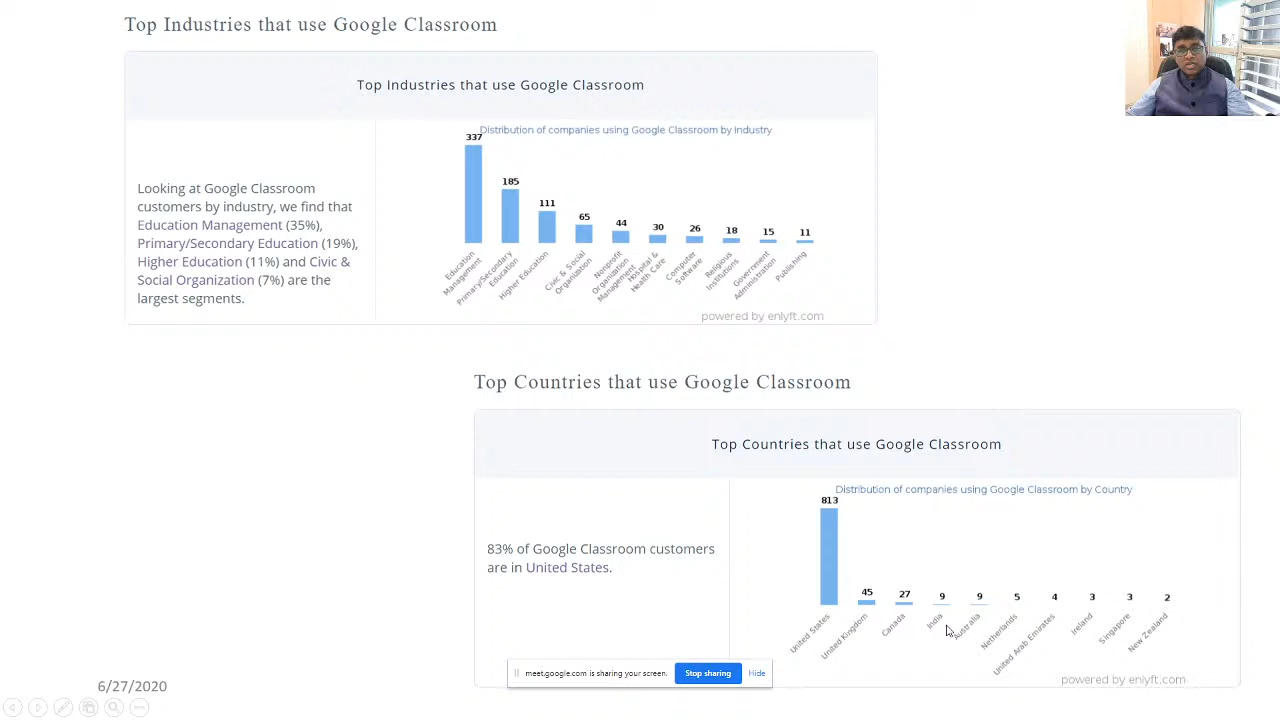 Top Industries that use Google Classroom
Top Industries that use Google Classroom
Looking at Google Classroom
customers by industry, we find that
Education Management (35%),
Primary/Secondary Education (19%),
Higher Education (11%) and Civic &
Social Organization (7%) are the
largest segments.
Distribution of companies using Google Classroom by Industry
337
185
111
65
44
30
26
18
15
11
Education
Management
Primary/Secondary
Education
Higher Education
Civic & Social
Organization
Nonprofit
Organization
Management
Hospital &
Health Care
Computer
Software
Religious
Institutions
Government
Administration
Publishing
powered by enlyft.com
Top Countries that use Google Classroom
Top Countries that use Google Classroom
83% of Google Classroom customers
are in United States.
Distribution of companies using Google Classroom by Country
813
45
27
9
9
5
4
3
3
2
United States
United Kingdom
Canada
India
Australia
Netherlands
United Arab Emirates
Ireland
Singapore
New Zealand
powered by enlyft.com
meet.google.com is sharing your screen.
Stop sharing
Hide
6/27/2020